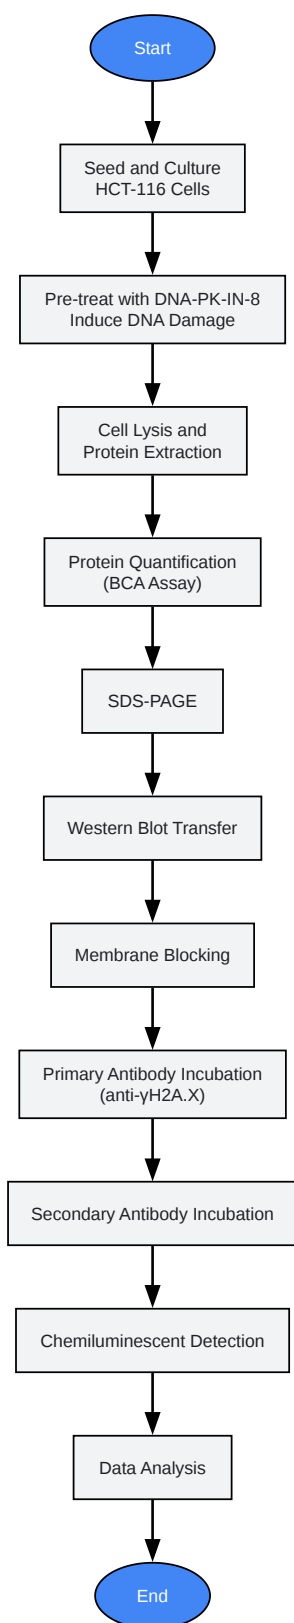 Start
Seed and Culture
HCT-116 Cells
Pre-treat with DNA-PK-IN-8
Induce DNA Damage
Cell Lysis and
Protein Extraction
Protein Quantification
(BCA Assay)
SDS-PAGE
Western Blot Transfer
Membrane Blocking
Primary Antibody Incubation
(anti-γH2A.X)
Secondary Antibody Incubation
Chemiluminescent Detection
Data Analysis
End